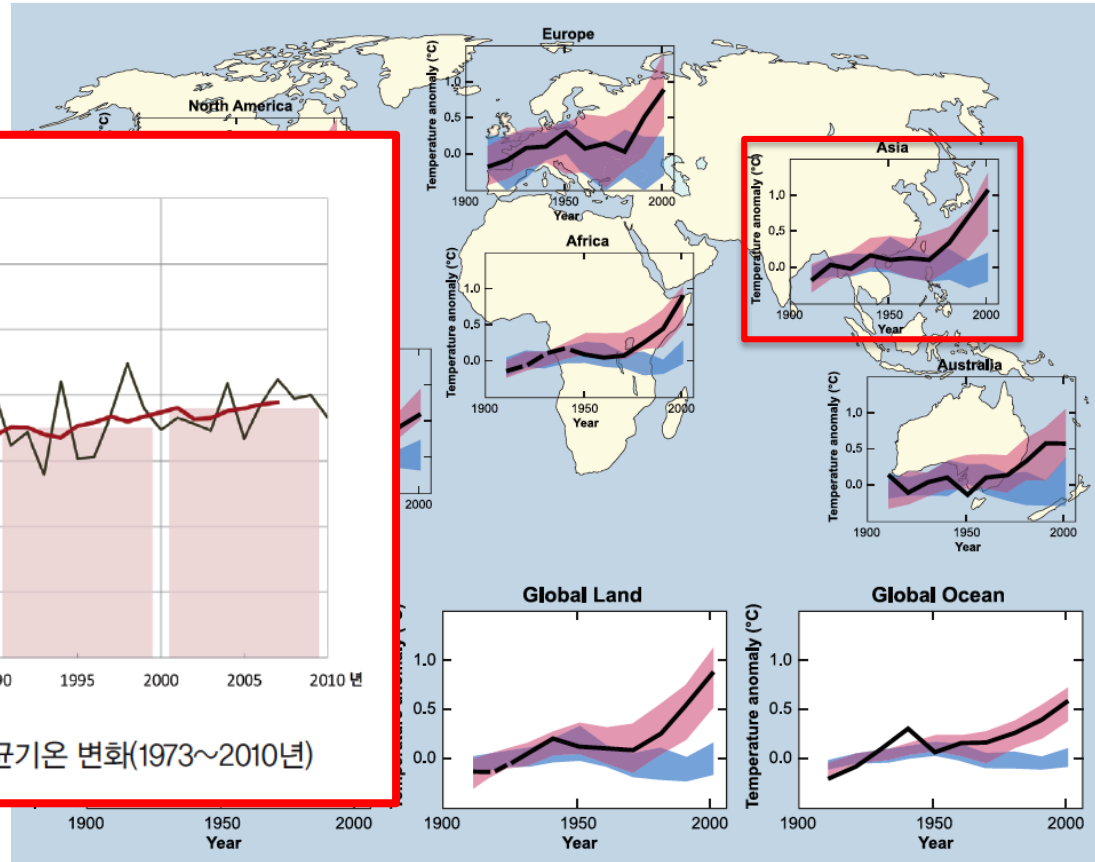 Europe
Temperature anomaly (°C)
1.0
0.5
0.0
1900
1950
2000
Year
North America
°C)
Asia
Temperature anomaly (°C)
1.0
0.5
0.0
1900
1950
2000
Year
Africa
Temperature anomaly (°C)
1.0
0.5
0.0
1900
1950
2000
Year
Australia
Temperature anomaly (°C)
1.0
0.5
0.0
1900
1950
2000
Year
2000
1995
2000
2005
2010 년
균기온 변화(1973~2010년)
1900
1950
2000
Year
Global Land
Temperature anomaly (°C)
1.0
0.5
0.0
1900
1950
2000
Year
Global Ocean
Temperature anomaly (°C)
1.0
0.5
0.0
1900
1950
2000
Year